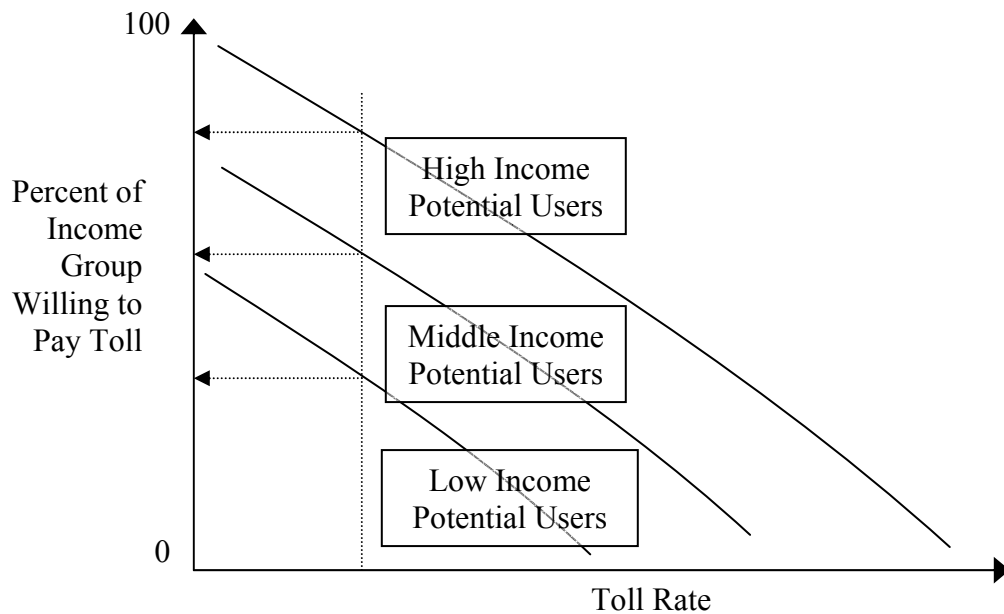 100
Percent of
Income
Group
Willing to
Pay Toll
High Income
Potential Users
Middle Income
Potential Users
Low Income
Potential Users
0
Toll Rate